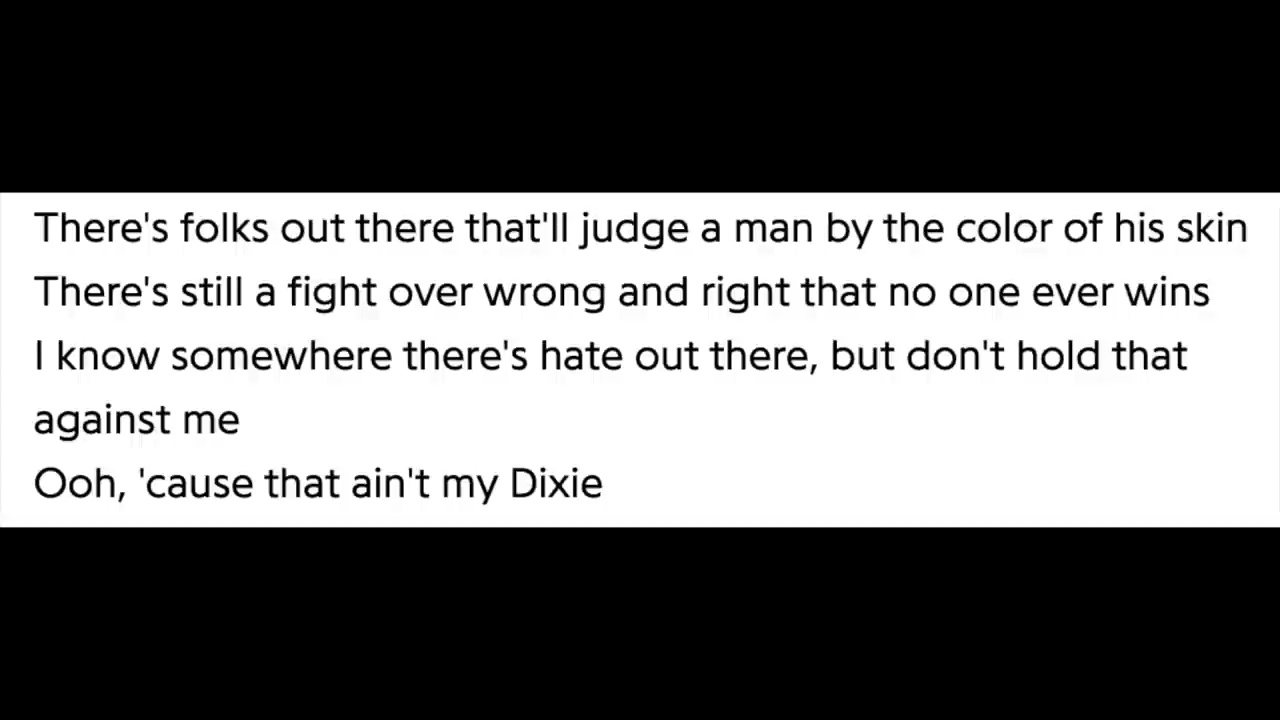 There's folks out there that'll judge a man by the color of his skin
There's still a fight over wrong and right that no one ever wins
I know somewhere there's hate out there, but don't hold that
against me
Ooh, 'cause that ain't my Dixie